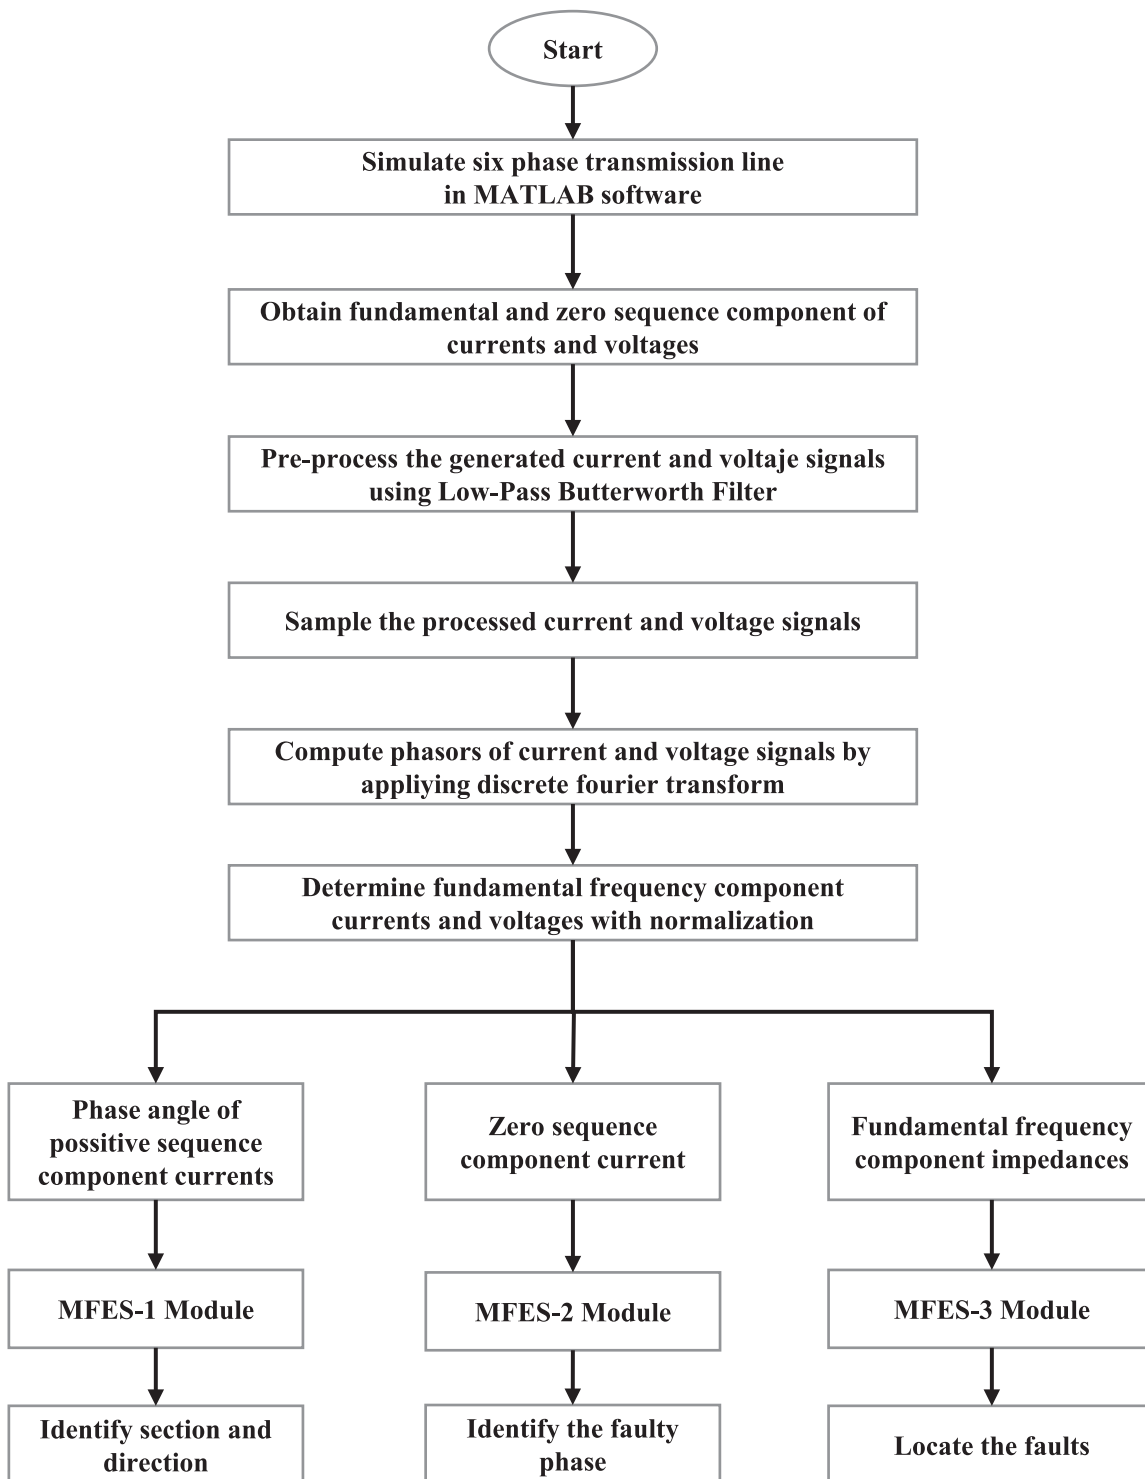 Start
Simulate six phase transmission line
in MATLAB software
Obtain fundamental and zero sequence component of
currents and voltages
Pre-process the generated current and voltaje signals
using Low-Pass Butterworth Filter
Sample the processed current and voltage signals
Compute phasors of current and voltage signals by
appliying discrete fourier transform
Determine fundamental frequency component
currents and voltages with normalization
Phase angle of
possitive sequence
component currents
Zero sequence
component current
Fundamental frequency
component impedances
MFES-1 Module
MFES-2 Module
MFES-3 Module
Identify section and
direction
Identify the faulty
phase
Locate the faults